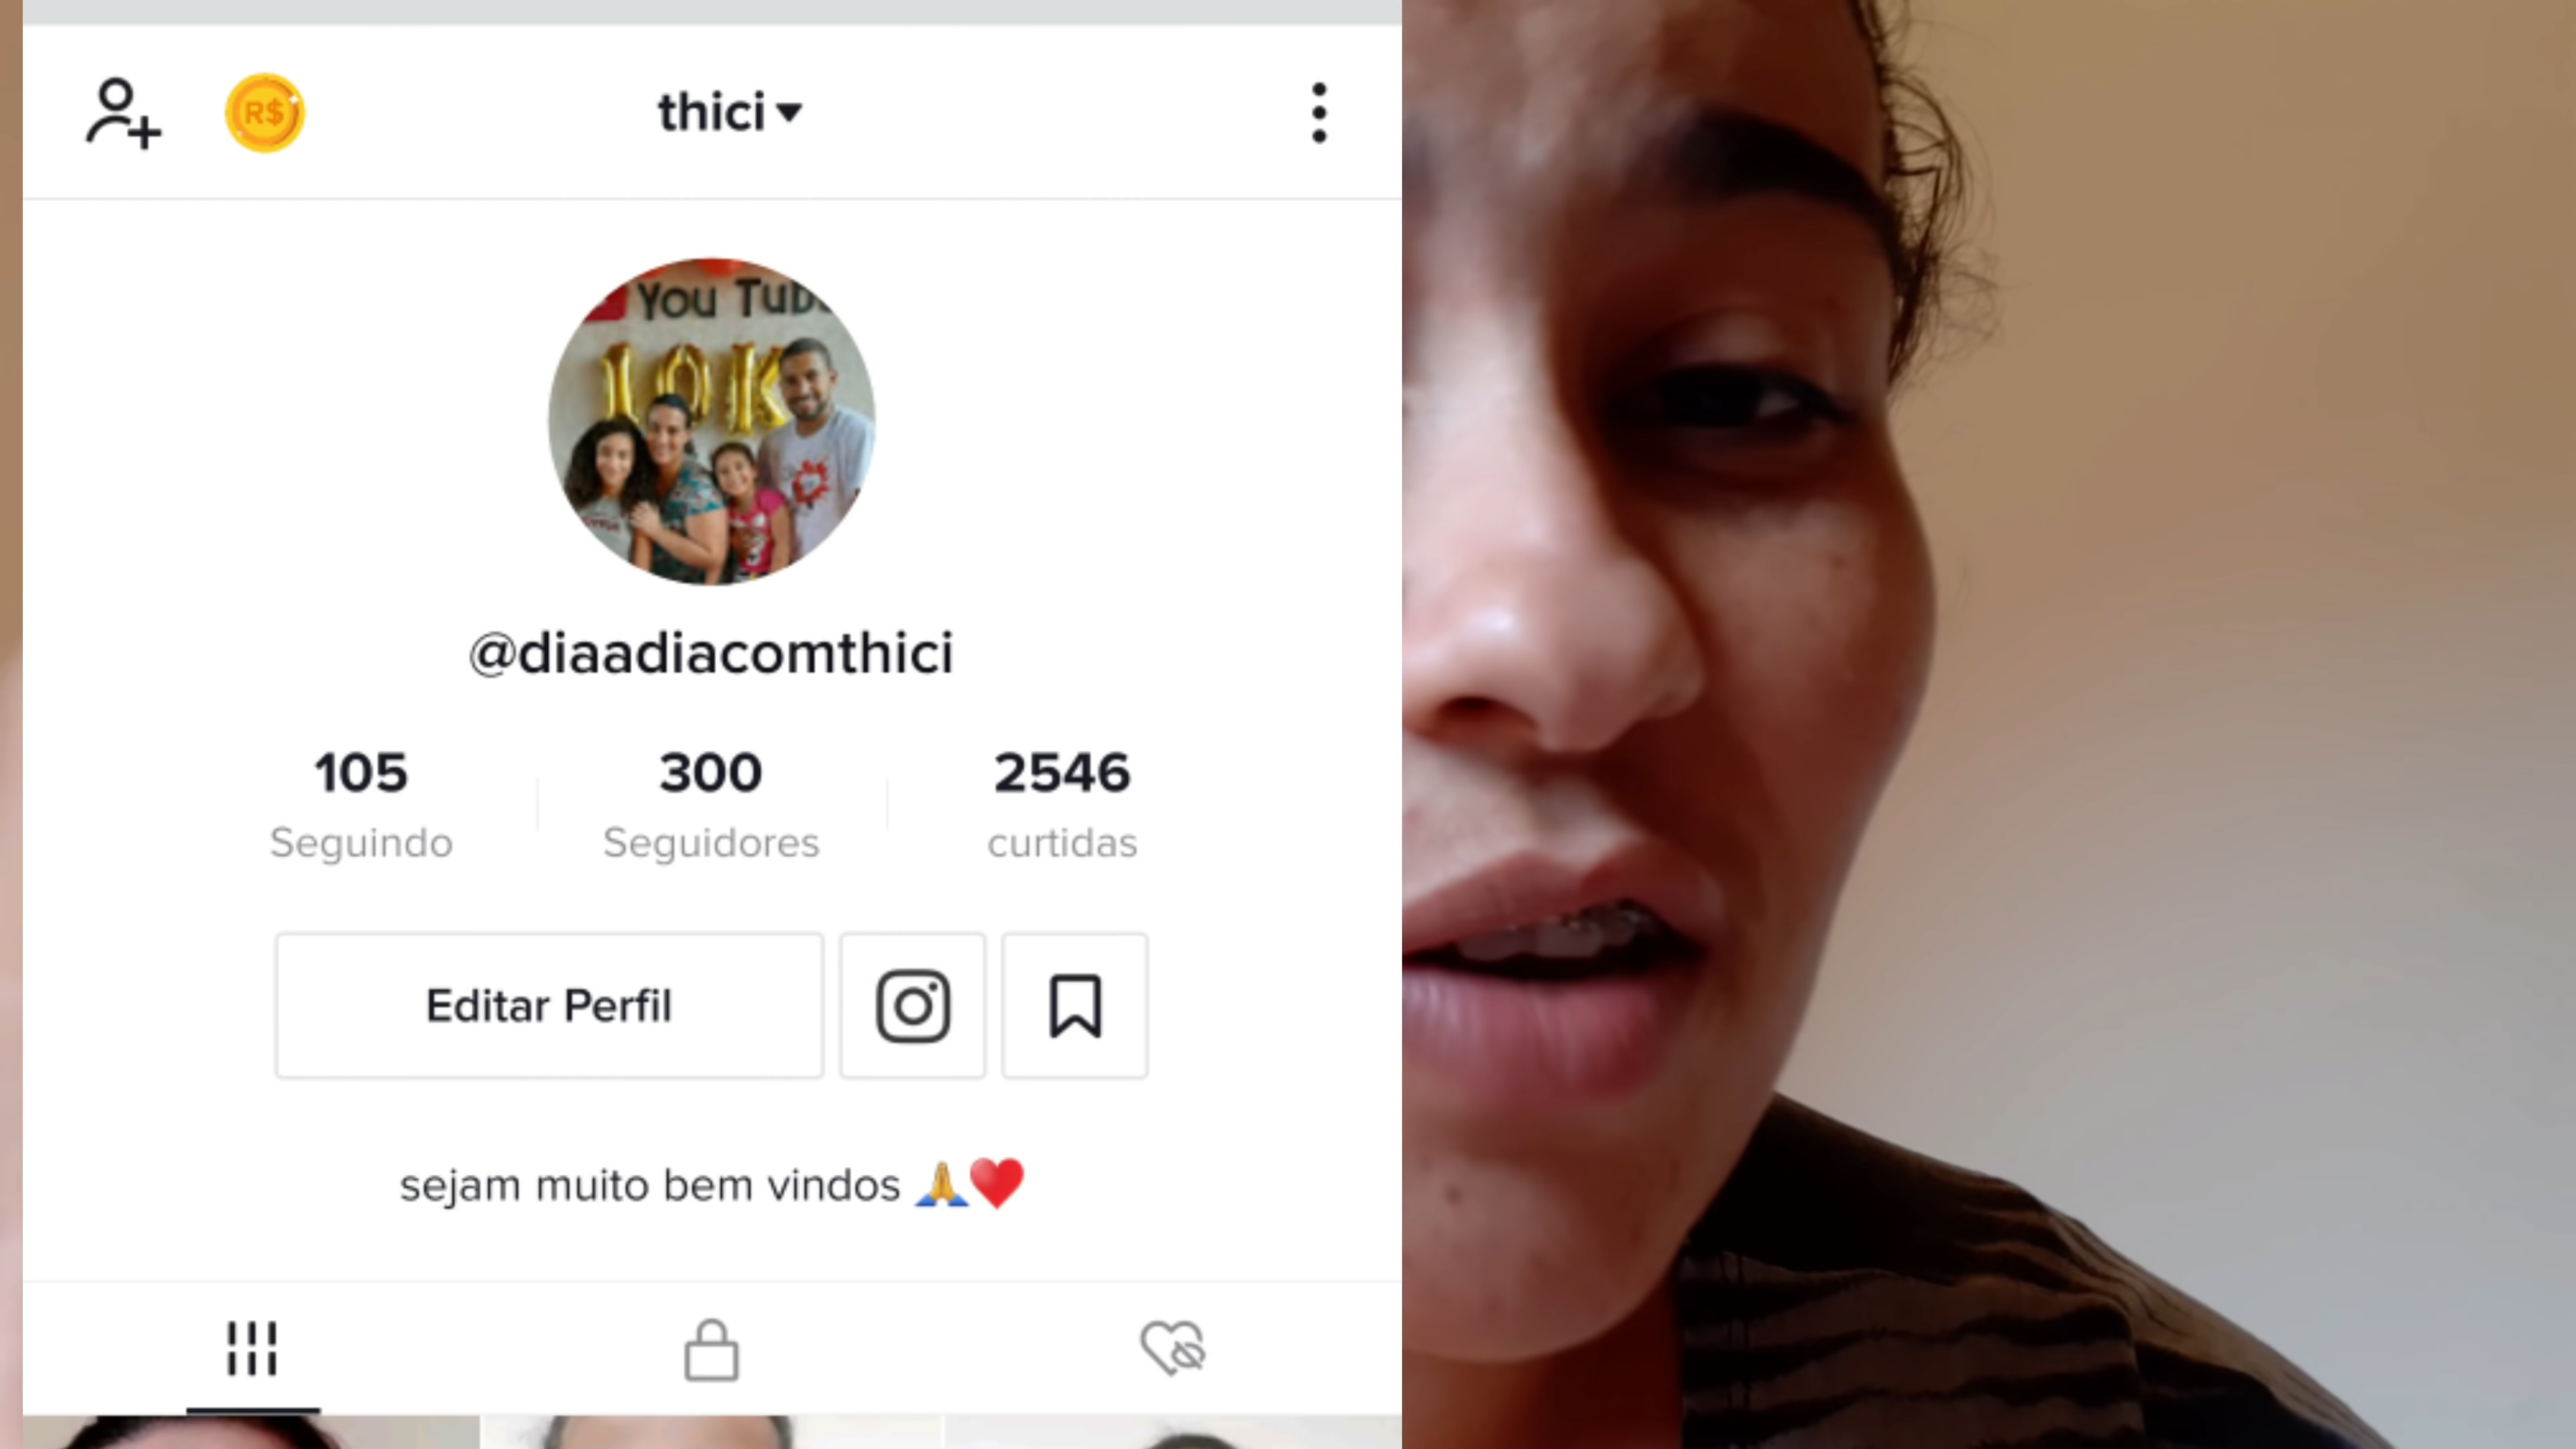 R$
thici
You Tub
10K
@diaadiacomthici
105
300
2546
Seguindo
Seguidores
curtidas
Editar Perfil
sejam muito bem vindos 🙏❤️